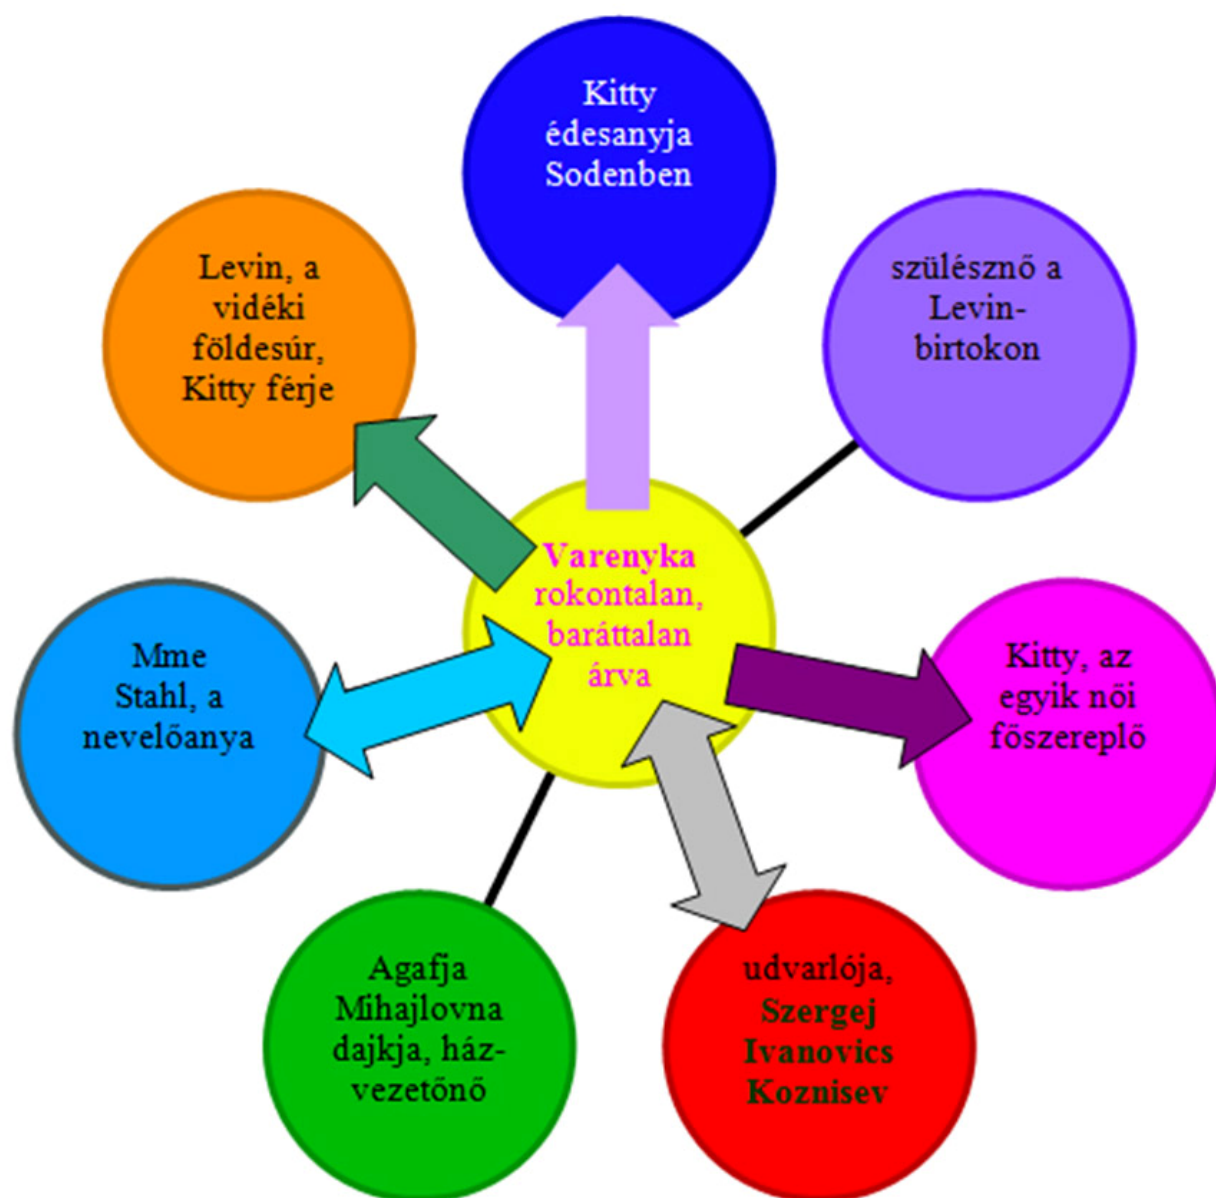 Kitty
édesanyja
Sodenben
Levin, a
vidéki
földesúr,
Kitty férje
szülésznő a
Levin-
birtokon
Varenyka
rokontalan,
baráttalan
árva
Mme
Stahl, a
nevelőanya
Kitty, az
egyik női
főszereplő
Agafja
Mihajlovna
dajkja, ház-
vezetőnő
udvarlója,
Szergej
Ivanovics
Koznisev